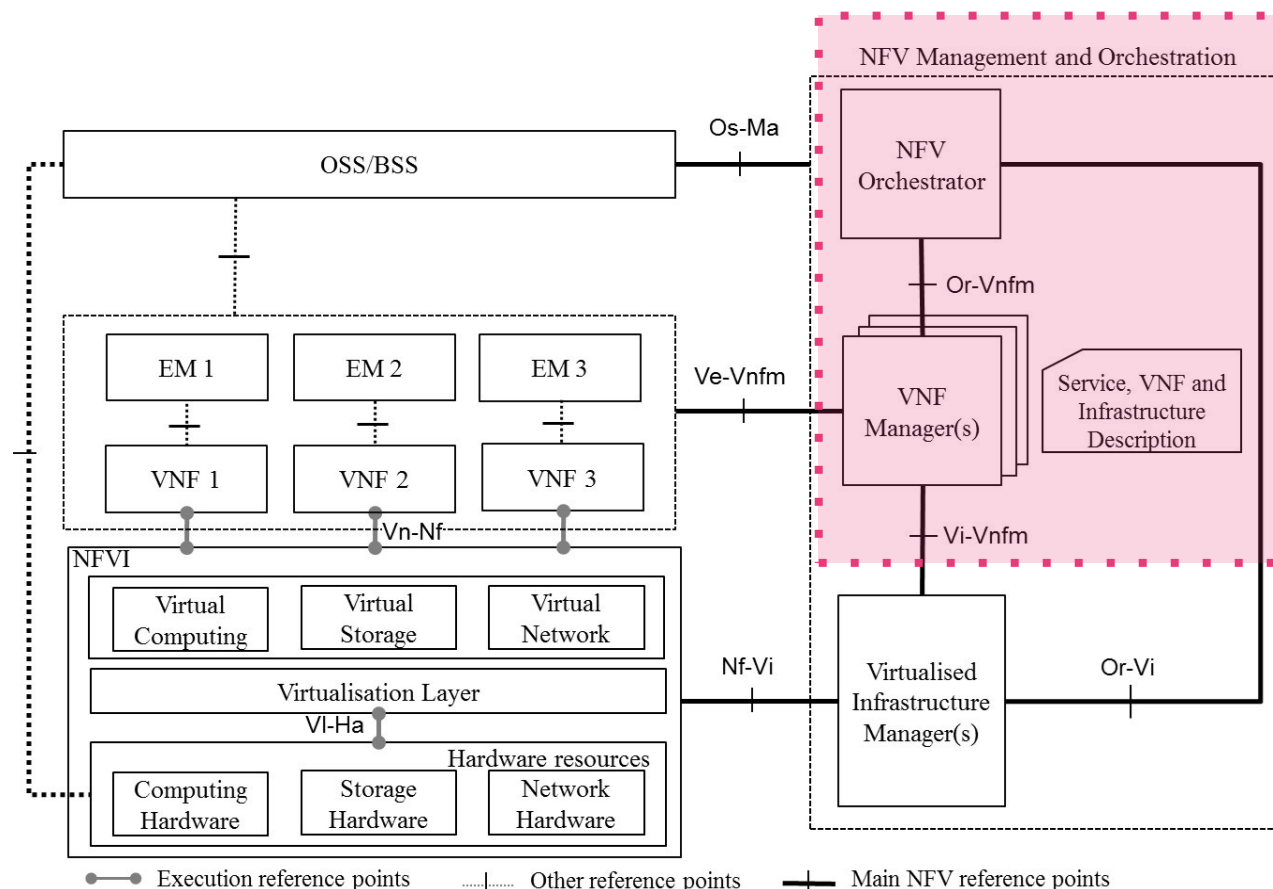 NFV Management and Orchestration
Os-Ma
OSS/BSS
NFV
Orchestrator
Or-Vnfm
EM 1
EM 2
EM 3
Ve-Vnfm
VNF
Manager(s)
Service, VNF and
Infrastructure
Description
VNF 1
VNF 2
VNF 3
Vn-Nf
Vi-Vnfm
NFVI
Virtual
Computing
Virtual
Storage
Virtual
Network
Nf-Vi
Virtualised
Infrastructure
Manager(s)
Or-Vi
Virtualisation Layer
Vl-Ha
Hardware resources
Computing
Hardware
Storage
Hardware
Network
Hardware
Execution reference points
Other reference points
Main NFV reference points